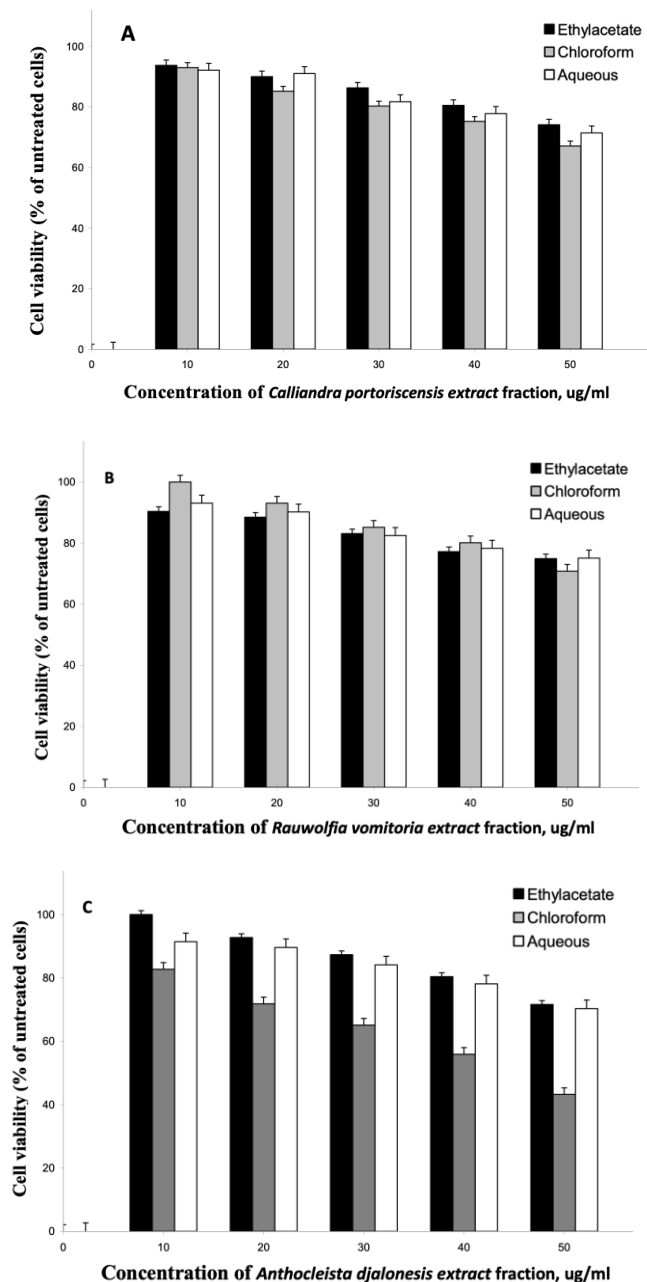 A
Ethylacetate
Chloroform
Aqueous
Cell viability (% of untreated cells)
100
80
60
40
20
0
0 10 20 30 40 50
Concentration of Calliandra portoriscensis extract fraction, ug/ml
B
Ethylacetate
Chloroform
Aqueous
Cell viability (% of untreated cells)
100
80
60
40
20
0
0 10 20 30 40 50
Concentration of Rauwolfia vomitoria extract fraction, ug/ml
C
Ethylacetate
Chloroform
Aqueous
Cell viability (% of untreated cells)
100
80
60
40
20
0
0 10 20 30 40 50
Concentration of Anthocleista djalonesis extract fraction, ug/ml